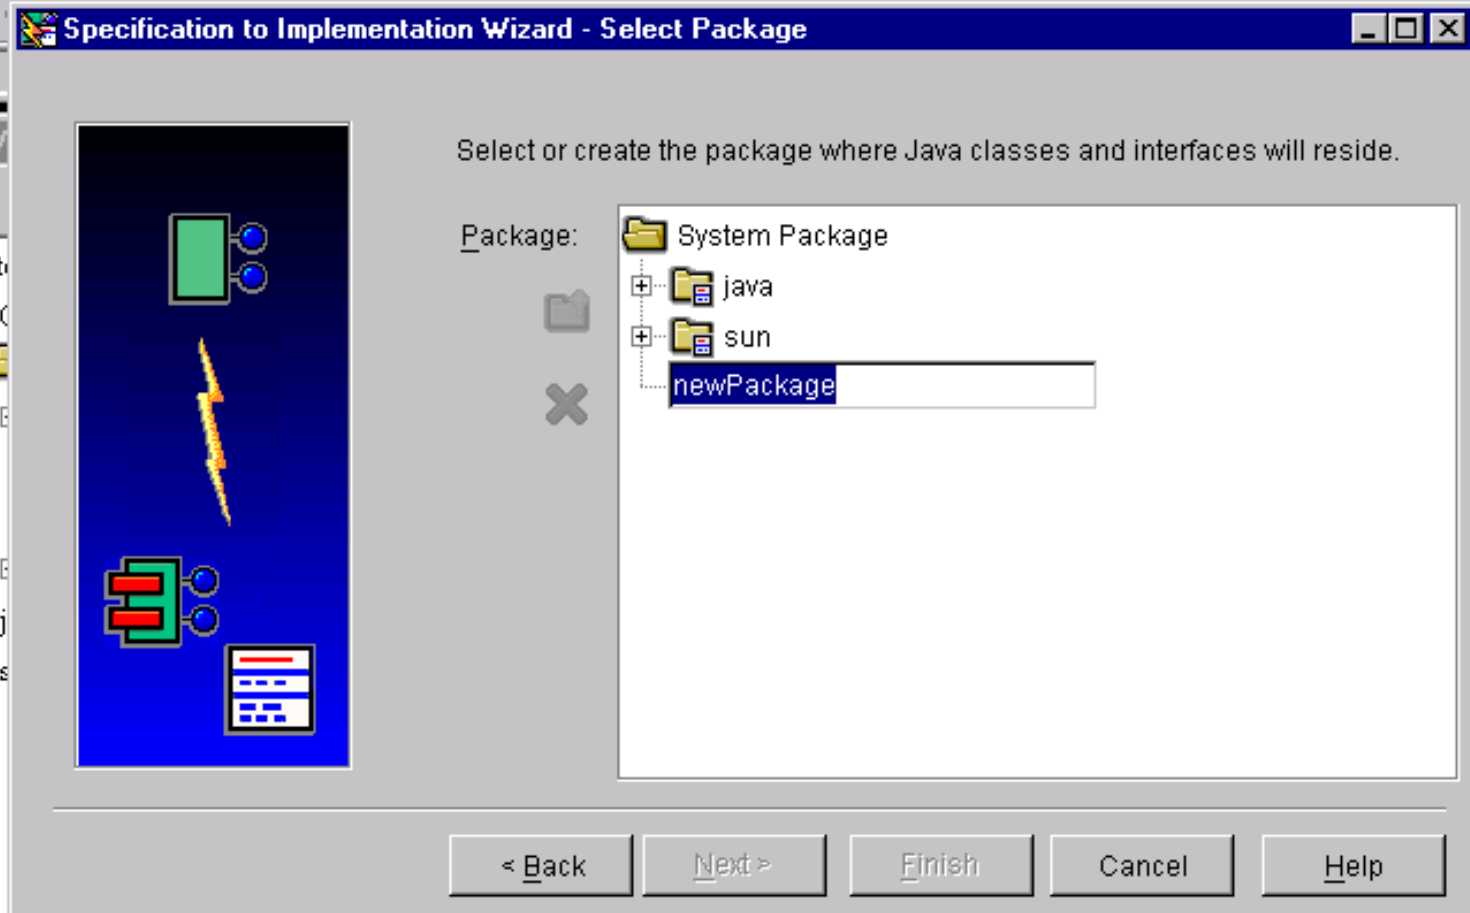 Specification to Implementation Wizard - Select Package
Select or create the package where Java classes and interfaces will reside.
Package:
System Package
java
sun
newPackage
< Back
Next >
Finish
Cancel
Help